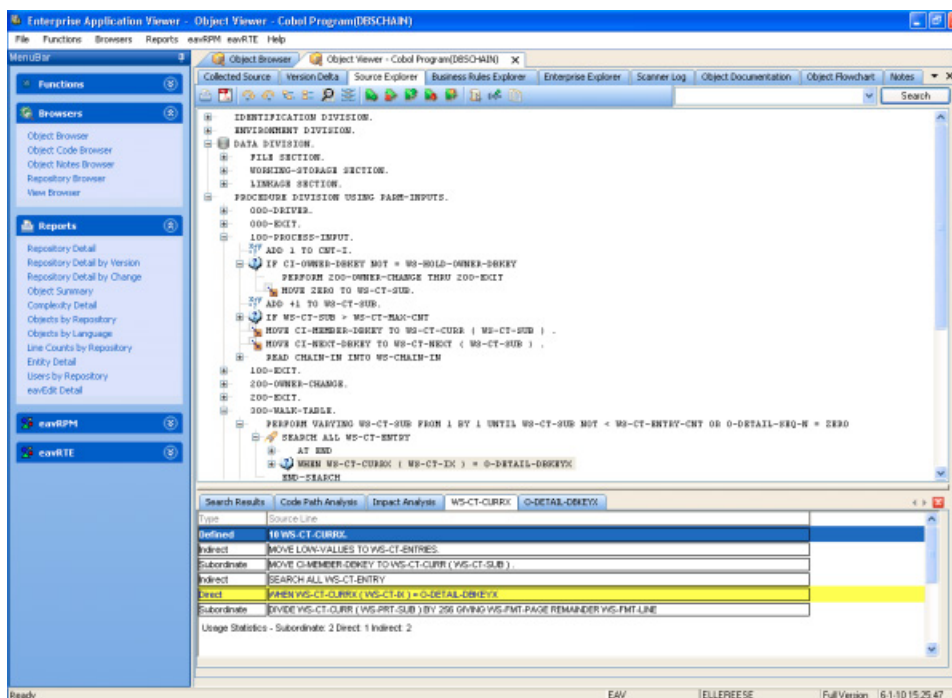 Enterprise Application Viewer - Object Viewer - Cobol Program(DBSCHAIN)
File Functions Browsers Reports eavRPM eavRTE Help
MenuBar
Functions
Browsers
Object Browser
Object Code Browser
Object Notes Browser
Repository Browser
View Browser
Reports
Repository Detail
Repository Detail by Version
Repository Detail by Change
Object Summary
Complexity Detail
Objects by Repository
Objects by Language
Line Counts by Repository
Entity Detail
Users by Repository
eavEdit Detail
eavRPM
eavRTE
Object Browser Object Viewer - Cobol Program(DBSCHAIN)
Collected Source Version Delta Source Explorer Business Rules Explorer Enterprise Explorer Scanner Log Object Documentation Object Flowchart Notes
Search
IDENTIFICATION DIVISION.
ENVIRONMENT DIVISION.
DATA DIVISION.
FILE SECTION.
WORKING-STORAGE SECTION.
LINKAGE SECTION.
PROCEDURE DIVISION USING PARM-INPUTS.
000-DRIVER.
000-EXIT.
100-PROCESS-INPUT.
ADD 1 TO CNT-I.
IF CI-OWNER-DBKEY NOT = WS-HOLD-OWNER-DBKEY
PERFORM 200-OWNER-CHANGE THRU 200-EXIT
MOVE ZERO TO WS-CT-SUB.
ADD +1 TO WS-CT-SUB.
IF WS-CT-SUB > WS-CT-MAX-CNT
MOVE CI-MEMBER-DBKEY TO WS-CT-CURR ( WS-CT-SUB ) .
MOVE CI-NEXT-DBKEY TO WS-CT-NEXT ( WS-CT-SUB ) .
READ CHAIN-IN INTO WS-CHAIN-IN
100-EXIT.
200-OWNER-CHANGE.
200-EXIT.
300-WALK-TABLE.
PERFORM VARYING WS-CT-SUB FROM 1 BY 1 UNTIL WS-CT-SUB NOT < WS-CT-ENTRY-CNT OR O-DETAIL-SEQ-N = ZERO
SEARCH ALL WS-CT-ENTRY
AT END
WHEN WS-CT-CURRX ( WS-CT-IX ) = O-DETAIL-DBKEYX
END-SEARCH
Search Results Code Path Analysis Impact Analysis WS-CT-CURRX O-DETAIL-DBKEYX
Type Source Line
Defined 10 WS-CT-CURRX.
Indirect MOVE LOW-VALUES TO WS-CT-ENTRIES.
Subordinate MOVE CI-MEMBER-DBKEY TO WS-CT-CURR ( WS-CT-SUB ) .
Indirect SEARCH ALL WS-CT-ENTRY
Direct WHEN WS-CT-CURRX ( WS-CT-IX ) = O-DETAIL-DBKEYX
Subordinate DIVIDE WS-CT-CURR ( WS-PRT-SUB ) BY 256 GIVING WS-FMT-PAGE REMAINDER WS-FMT-LINE
Usage Statistics - Subordinate: 2 Direct: 1 Indirect: 2
Ready EAV ELLEREESE Full Version 6-1-10 15:25:47